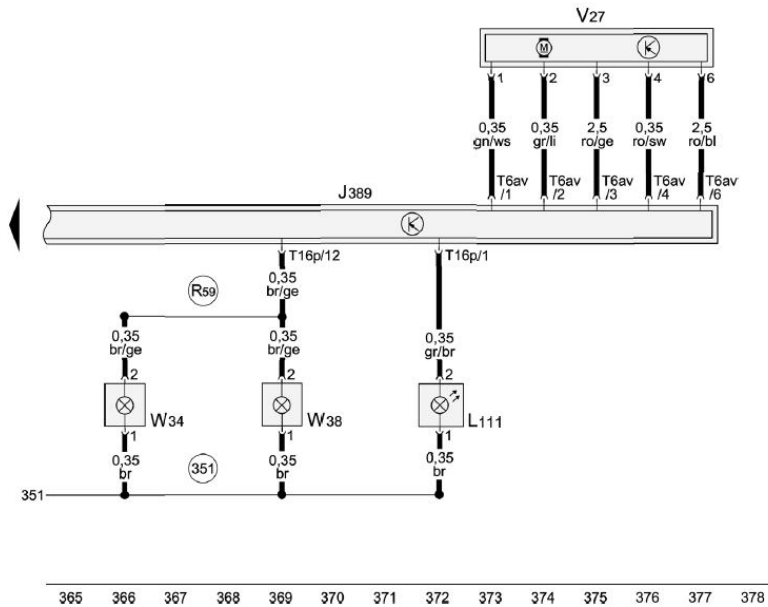 V27
M
1 2 3 4 6
0,35 0,35 2,5 0,35 2,5
gn/ws gr/li ro/ge ro/sw ro/bl
T6av T6av T6av T6av T6av
/1 /2 /3 /4 /6
J389
T16p/12 T16p/1
0,35
br/ge
R59
0,35 0,35 0,35
br/ge br/ge gr/br
2 2 2
W34 W38 L111
1 1 1
0,35 0,35 0,35
br br br
351
351
365 366 367 368 369 370 371 372 373 374 375 376 377 378